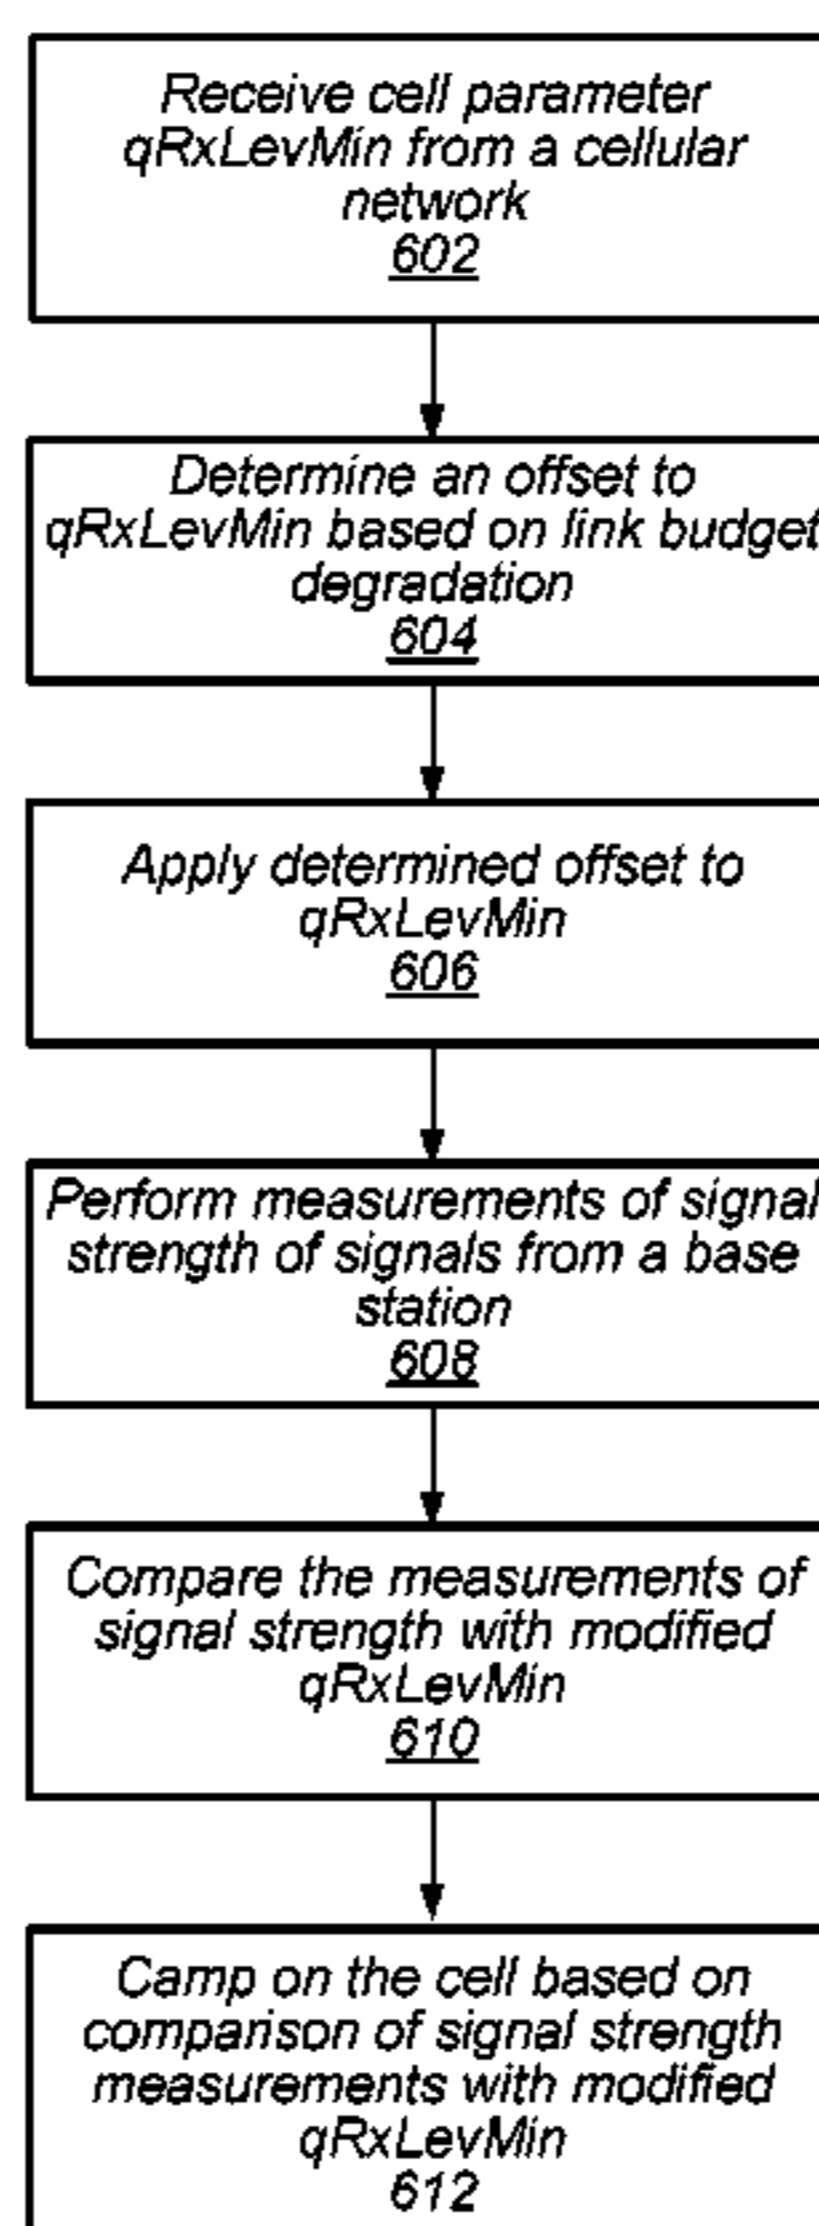 Receive cell parameter
qRxLevMin from a cellular
network
602
Determine an offset to
qRxLevMin based on link budget
degradation
604
Apply determined offset to
qRxLevMin
606
Perform measurements of signal
strength of signals from a base
station
608
Compare the measurements of
signal strength with modified
qRxLevMin
610
Camp on the cell based on
comparison of signal strength
measurements with modified
qRxLevMin
612